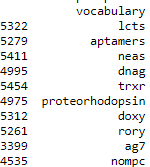 vocabulary
5322 lcts
5279 aptamers
5411 neas
4995 dnag
5454 trxr
4975 proteorhodopsin
5312 doxy
5261 rory
3399 ag7
4535 nompc